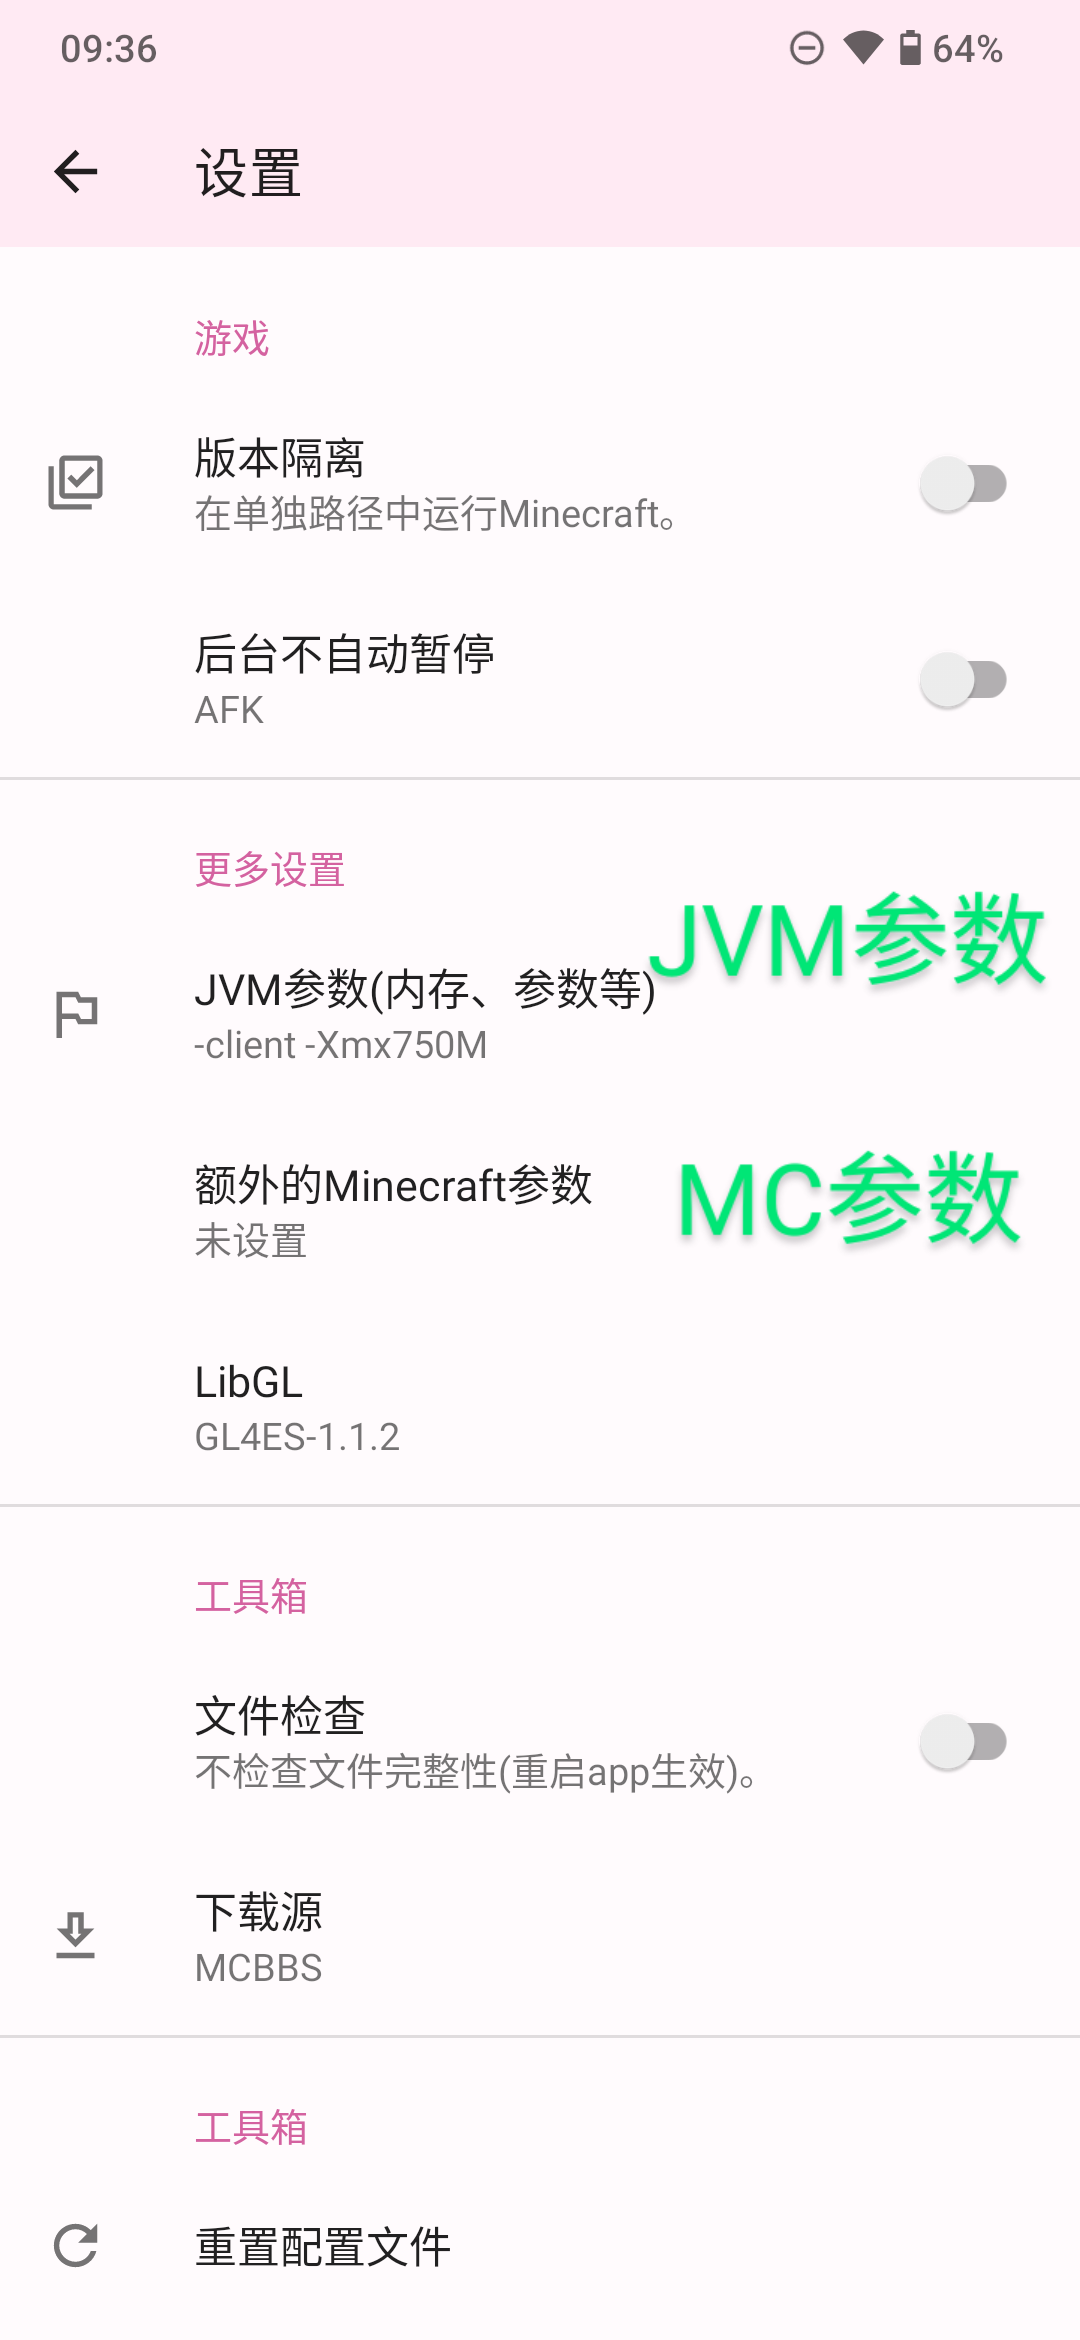 09:36
64%
设置
游戏
版本隔离
在单独路径中运行Minecraft。
后台不自动暂停
AFK
更多设置
JVM参数
JVM参数(内存、参数等)
-client -Xmx750M
额外的Minecraft参数
MC参数
未设置
LibGL
GL4ES-1.1.2
工具箱
文件检查
不检查文件完整性(重启app生效)。
下载源
MCBBS
工具箱
重置配置文件